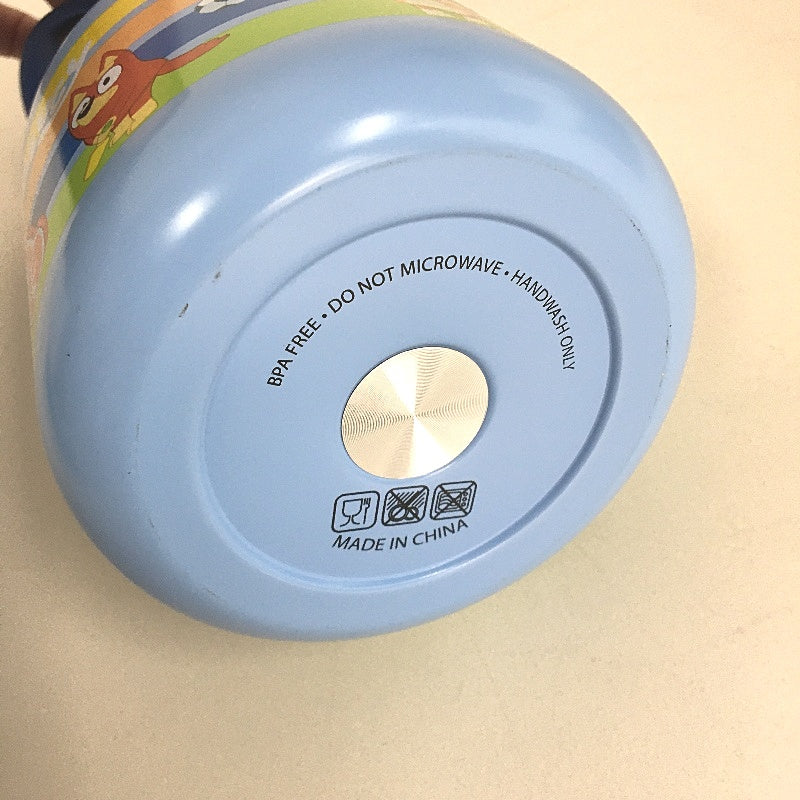 BPA FREE • DO NOT MICROWAVE • HANDWASH ONLY
MADE IN CHINA